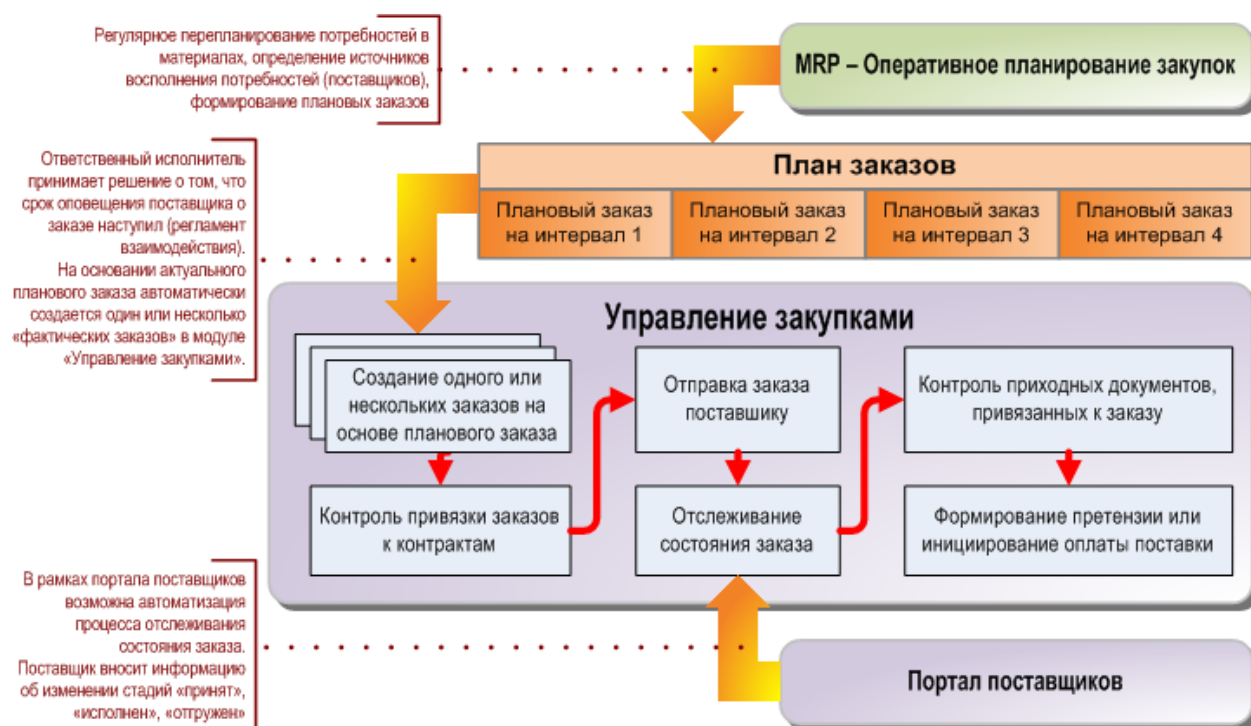 Регулярное перепланирование потребностей в
материалах, определение источников
восполнения потребностей (поставщиков),
формирование плановых заказов
MRP – Оперативное планирование закупок
Ответственный исполнитель
принимает решение о том, что
срок оповещения поставщика о
заказе наступил (регламент
взаимодействия).
На основании актуального
планового заказа автоматически
создается один или несколько
«фактических заказов» в модуле
«Управление закупками».
План заказов
Плановый заказ
на интервал 1
Плановый заказ
на интервал 2
Плановый заказ
на интервал 3
Плановый заказ
на интервал 4
Управление закупками
Создание одного или
нескольких заказов на
основе планового заказа
Контроль привязки заказов
к контрактам
Отправка заказа
поставшику
Отслеживание
состояния заказа
Контроль приходных документов,
привязанных к заказу
Формирование претензии или
инициирование оплаты поставки
В рамках портала поставщиков
возможна автоматизация
процесса отслеживания
состояния заказа.
Поставщик вносит информацию
об изменении стадий «принят»,
«исполнен», «отгружен»
Портал поставщиков